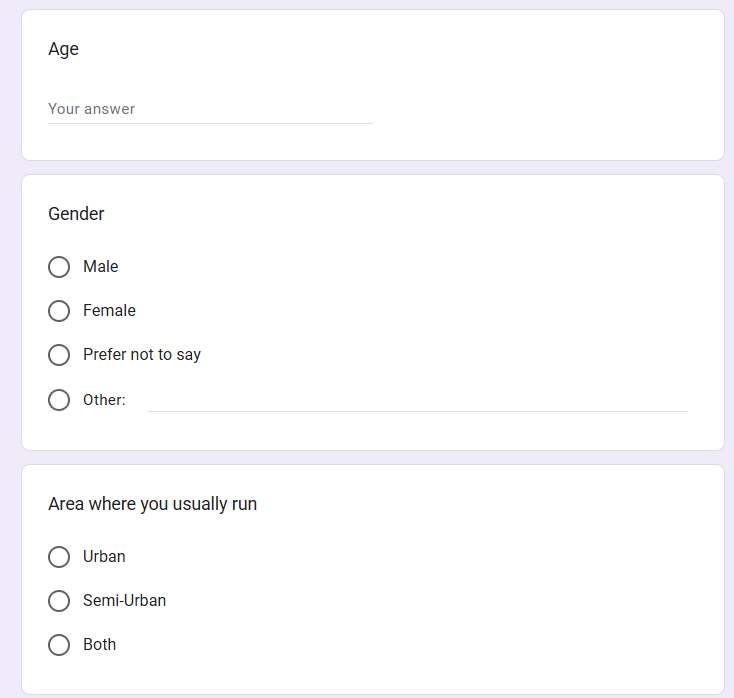 Age
Your answer
Gender
Male
Female
Prefer not to say
Other:
Area where you usually run
Urban
Semi-Urban
Both